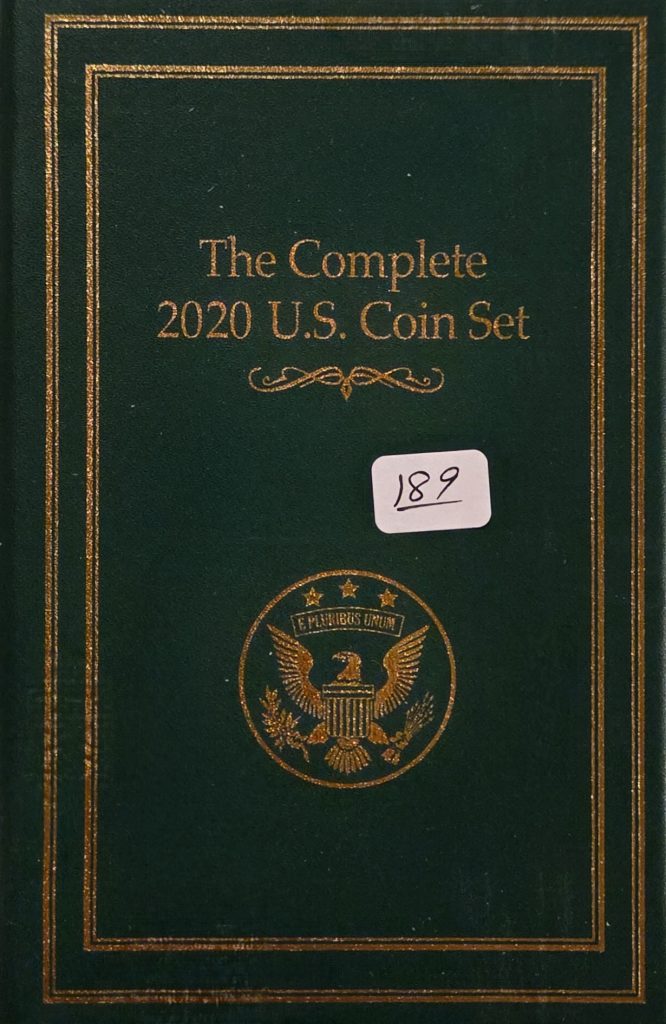 The Complete
2020 U.S. Coin Set
189
E PLURIBUS UNUM